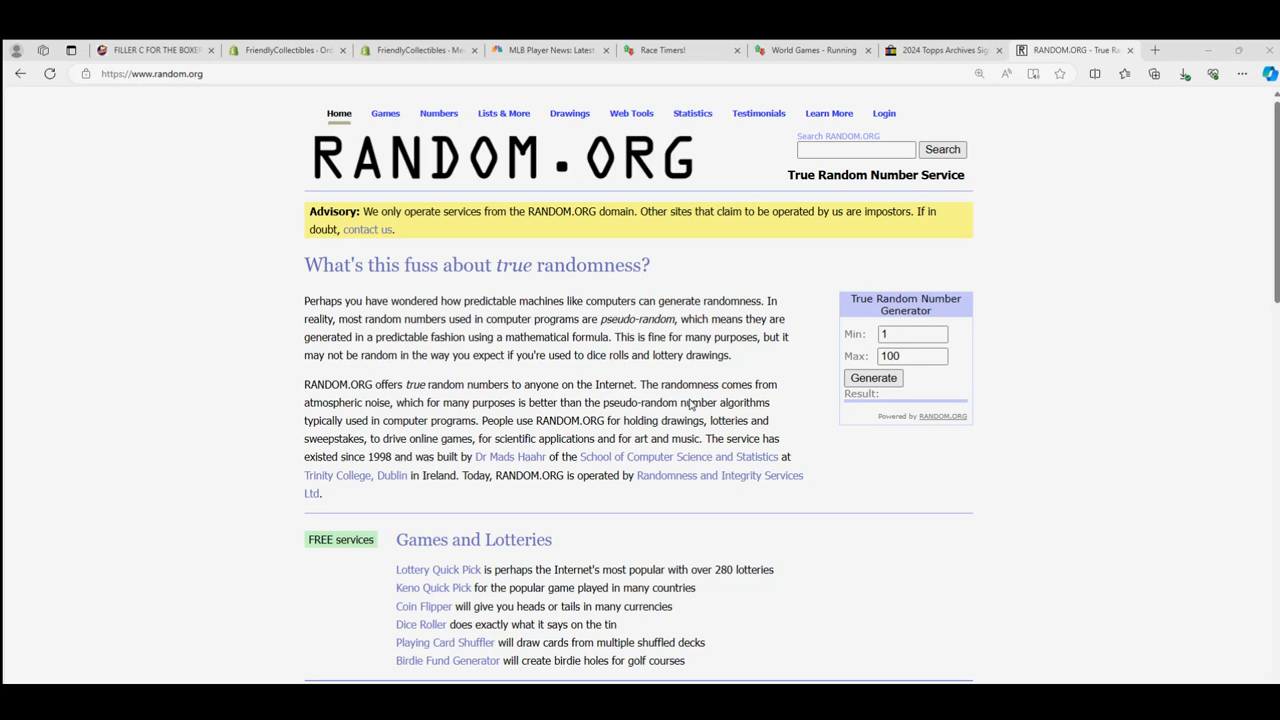 FILLER C FOR THE BOXER
FriendlyCollectibles - Ord
FriendlyCollectibles - Me
MLB Player News: Latest
Race Timers!
World Games - Running
2024 Topps Archives Sig
RANDOM.ORG - True Ra
https://www.random.org
Home Games Numbers Lists & More Drawings Web Tools Statistics Testimonials Learn More Login
RANDOM.ORG
Search RANDOM.ORG
Search
True Random Number Service
Advisory: We only operate services from the RANDOM.ORG domain. Other sites that claim to be operated by us are impostors. If in
doubt, contact us.
What's this fuss about true randomness?
Perhaps you have wondered how predictable machines like computers can generate randomness. In
reality, most random numbers used in computer programs are pseudo-random, which means they are
generated in a predictable fashion using a mathematical formula. This is fine for many purposes, but it
may not be random in the way you expect if you're used to dice rolls and lottery drawings.
RANDOM.ORG offers true random numbers to anyone on the Internet. The randomness comes from
atmospheric noise, which for many purposes is better than the pseudo-random number algorithms
typically used in computer programs. People use RANDOM.ORG for holding drawings, lotteries and
sweepstakes, to drive online games, for scientific applications and for art and music. The service has
existed since 1998 and was built by Dr Mads Haahr of the School of Computer Science and Statistics at
Trinity College, Dublin in Ireland. Today, RANDOM.ORG is operated by Randomness and Integrity Services
Ltd.
True Random Number
Generator
Min: 1
Max: 100
Generate
Result:
Powered by RANDOM.ORG
FREE services
Games and Lotteries
Lottery Quick Pick is perhaps the Internet's most popular with over 280 lotteries
Keno Quick Pick for the popular game played in many countries
Coin Flipper will give you heads or tails in many currencies
Dice Roller does exactly what it says on the tin
Playing Card Shuffler will draw cards from multiple shuffled decks
Birdie Fund Generator will create birdie holes for golf courses